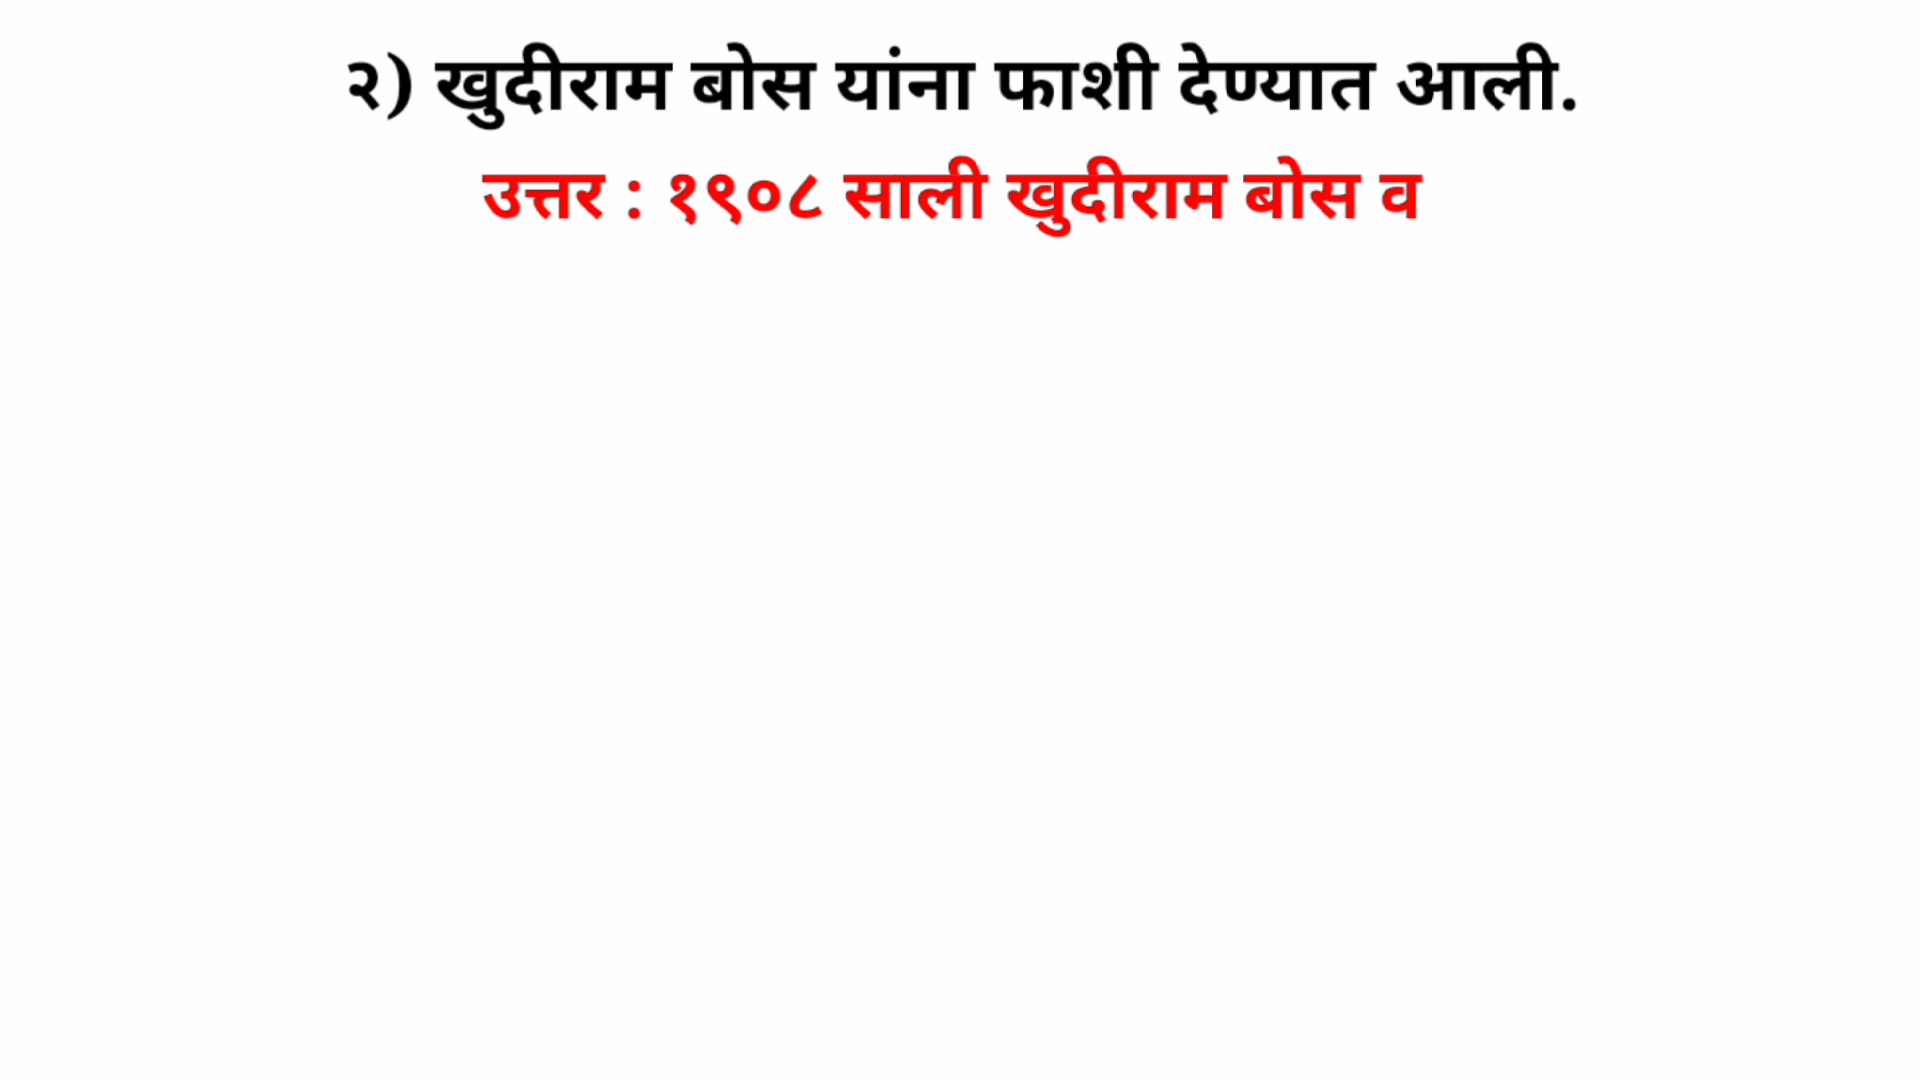 २) खुदीराम बोस यांना फाशी देण्यात आली.
उत्तर : १९०८ साली खुदीराम बोस व